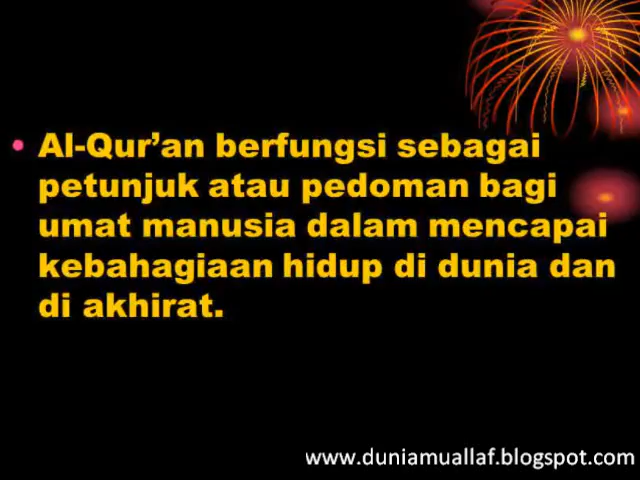 • Al-Qur’an berfungsi sebagai
petunjuk atau pedoman bagi
umat manusia dalam mencapai
kebahagiaan hidup di dunia dan
di akhirat.
www.duniamuallaf.blogspot.com